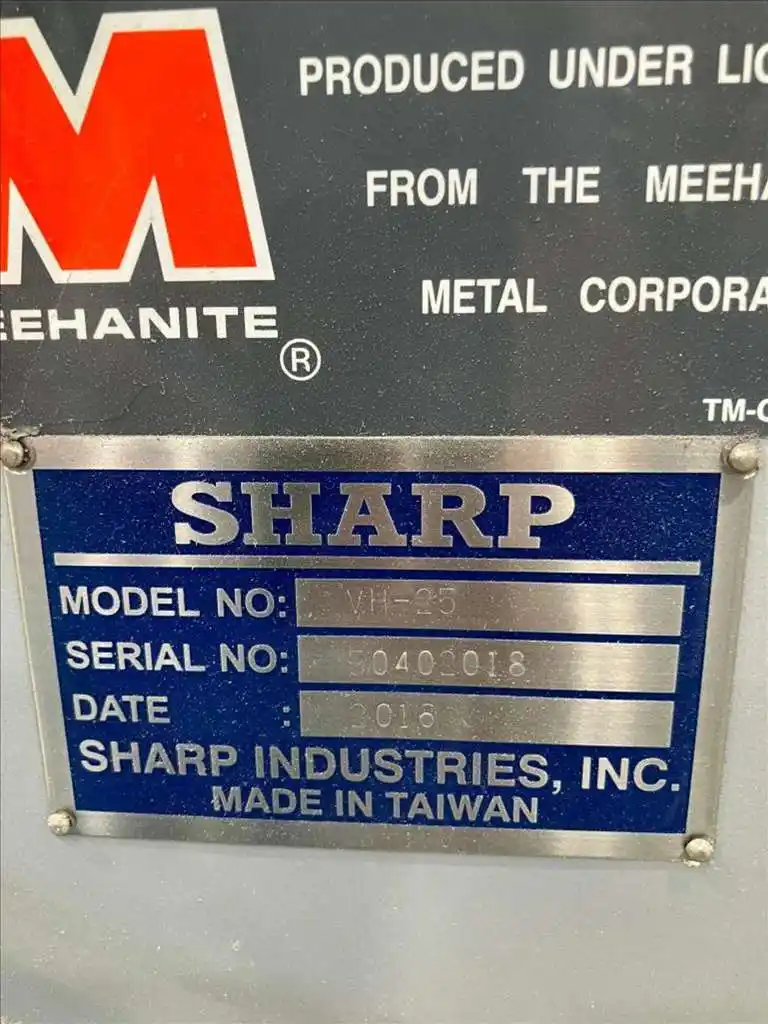 M
EEHANITE
®
PRODUCED UNDER LIC
FROM THE MEEHA
METAL CORPORA
TM-
SHARP
MODEL NO: VH-25
SERIAL NO: 50402018
DATE : 2016
SHARP INDUSTRIES, INC.
MADE IN TAIWAN